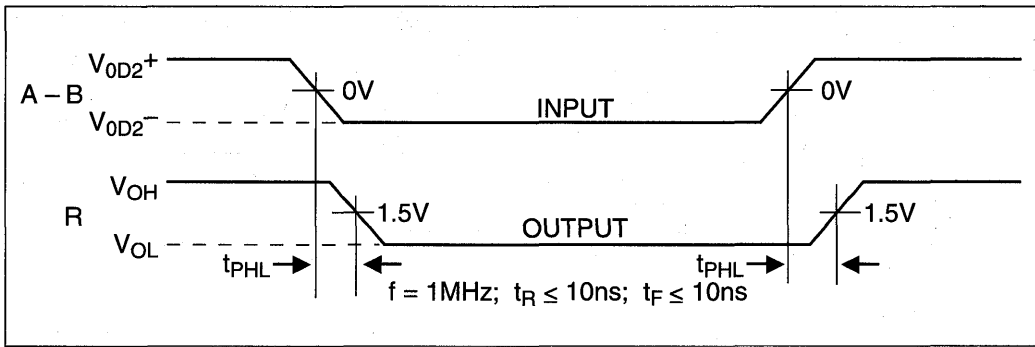 V0D2+
A – B
0V
INPUT
0V
V0D2–
VOH
R
1.5V
OUTPUT
1.5V
VOL
tPHL
tPHL
f = 1MHz; tR ≤ 10ns; tF ≤ 10ns